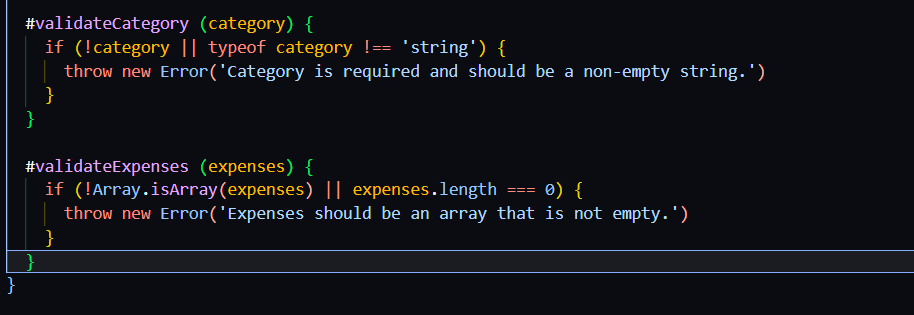 #validateCategory (category) {
if (!category || typeof category !== 'string') {
throw new Error('Category is required and should be a non-empty string.')
}
}
#validateExpenses (expenses) {
if (!Array.isArray(expenses) || expenses.length === 0) {
throw new Error('Expenses should be an array that is not empty.')
}
}
}